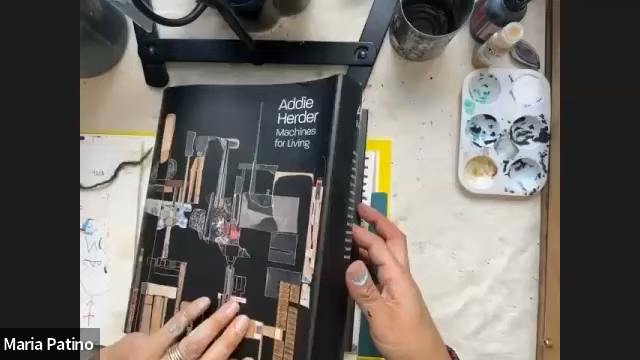 Addie
Herder
Machines
for Living
Maria Patino